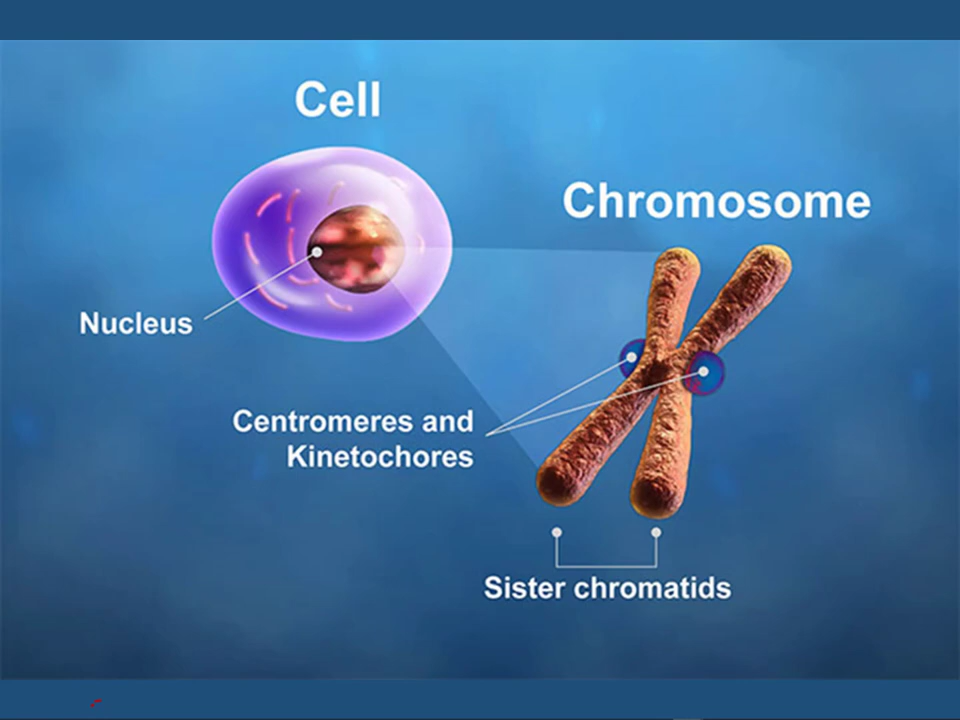 Cell
Chromosome
Nucleus
Centromeres and
Kinetochores
Sister chromatids